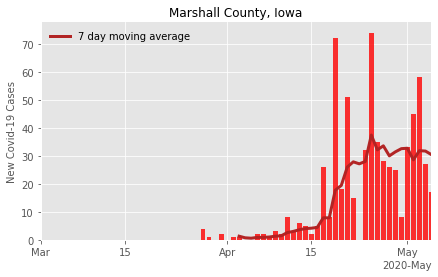 Marshall County, Iowa
7 day moving average
New Covid-19 Cases
70
60
50
40
30
20
10
0
Mar
15
Apr
15
May
2020-May